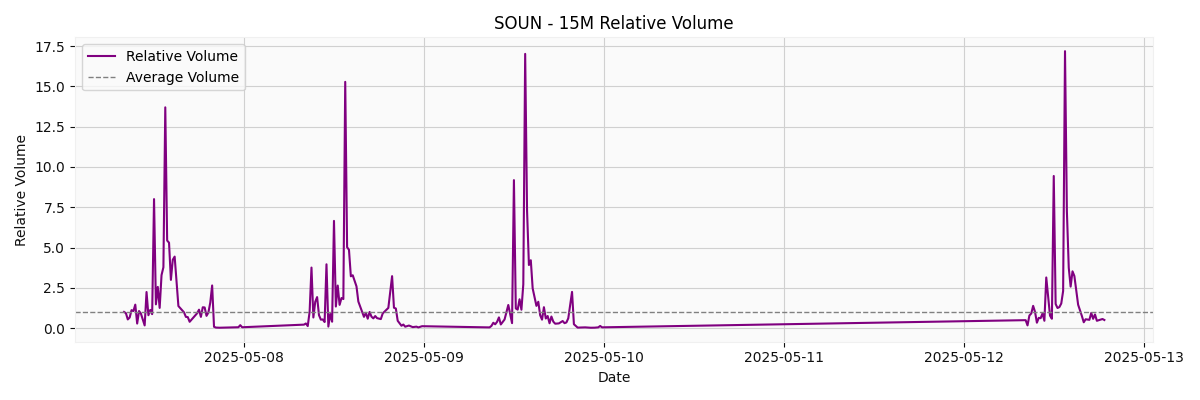 SOUN - 15M Relative Volume
Relative Volume
Average Volume
Relative Volume
17.5
15.0
12.5
10.0
7.5
5.0
2.5
0.0
2025-05-08
2025-05-09
2025-05-10
2025-05-11
2025-05-12
2025-05-13
Date